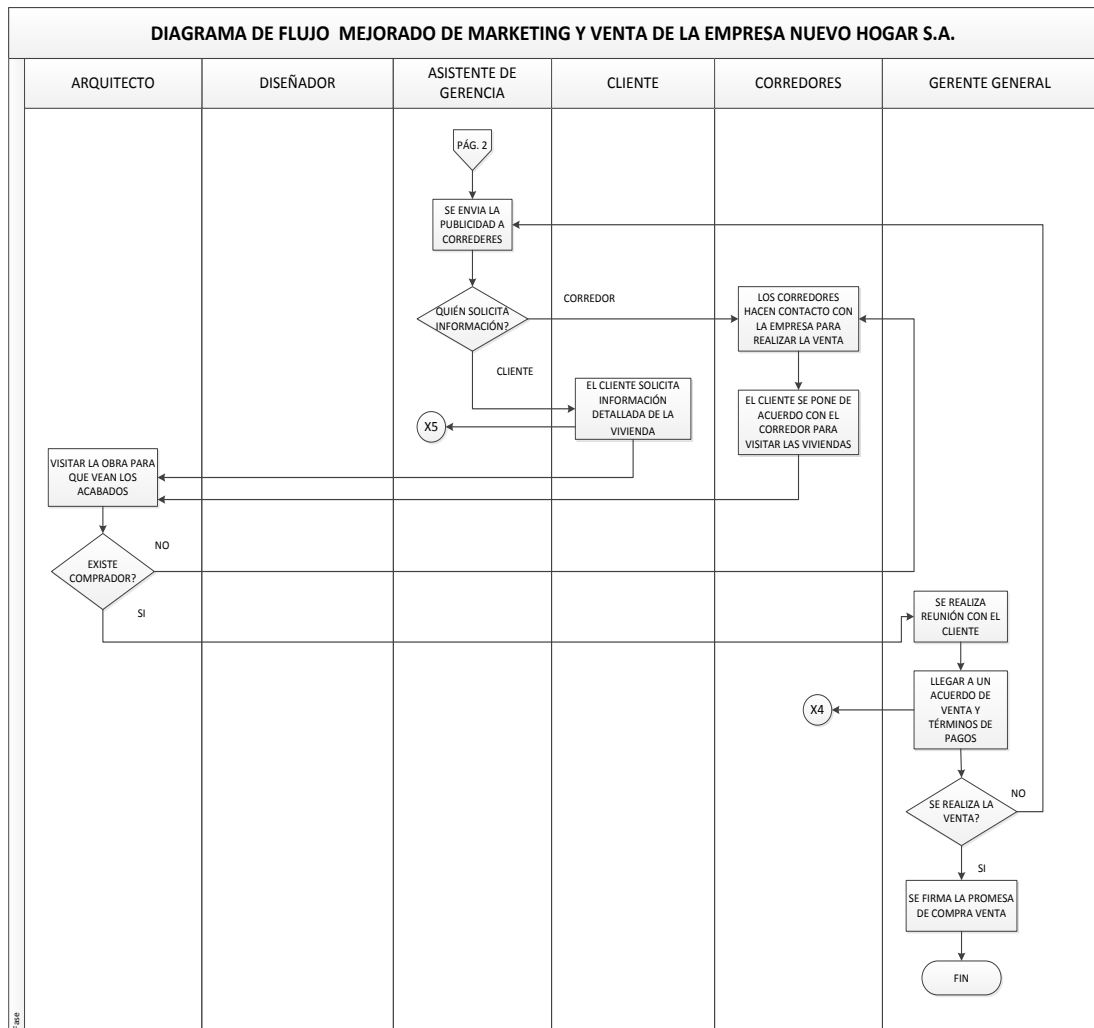 DIAGRAMA DE FLUJO MEJORADO DE MARKETING Y VENTA DE LA EMPRESA NUEVO HOGAR S.A.
ARQUITECTO
DISEÑADOR
ASISTENTE DE
GERENCIA
CLIENTE
CORREDORES
GERENTE GENERAL
PÁG. 2
SE ENVIA LA
PUBLICIDAD A
CORREDERES
QUIÉN SOLICITA
INFORMACIÓN?
CORREDOR
LOS CORREDORES
HACEN CONTACTO CON
LA EMPRESA PARA
REALIZAR LA VENTA
CLIENTE
EL CLIENTE SOLICITA
INFORMACIÓN
DETALLADA DE LA
VIVIENDA
X5
EL CLIENTE SE PONE DE
ACUERDO CON EL
CORREDOR PARA
VISITAR LAS VIVIENDAS
VISITAR LA OBRA PARA
QUE VEAN LOS
ACABADOS
EXISTE
COMPRADOR?
NO
SI
SE REALIZA
REUNIÓN CON EL
CLIENTE
LLEGAR A UN
ACUERDO DE
VENTA Y
TÉRMINOS DE
PAGOS
X4
SE REALIZA LA
VENTA?
NO
SI
SE FIRMA LA PROMESA
DE COMPRA VENTA
FIN
Fase